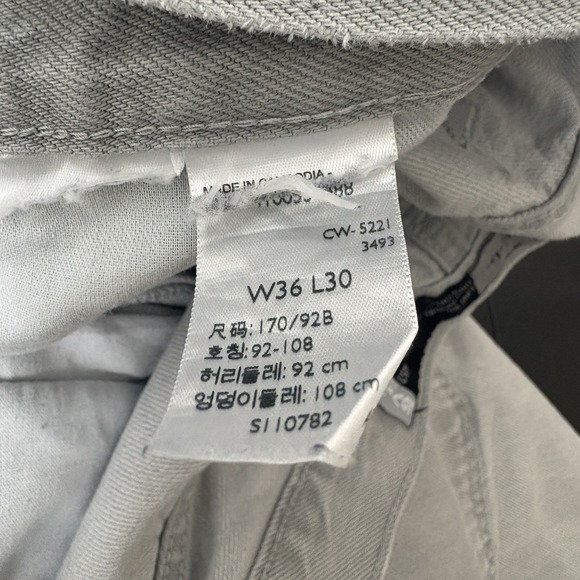 MADE IN CAMBODIA -
CW- 5221
3493
W36 L30
尺码: 170/92B
호칭: 92-108
허리둘레: 92 cm
엉덩이둘레: 108 cm
S110782